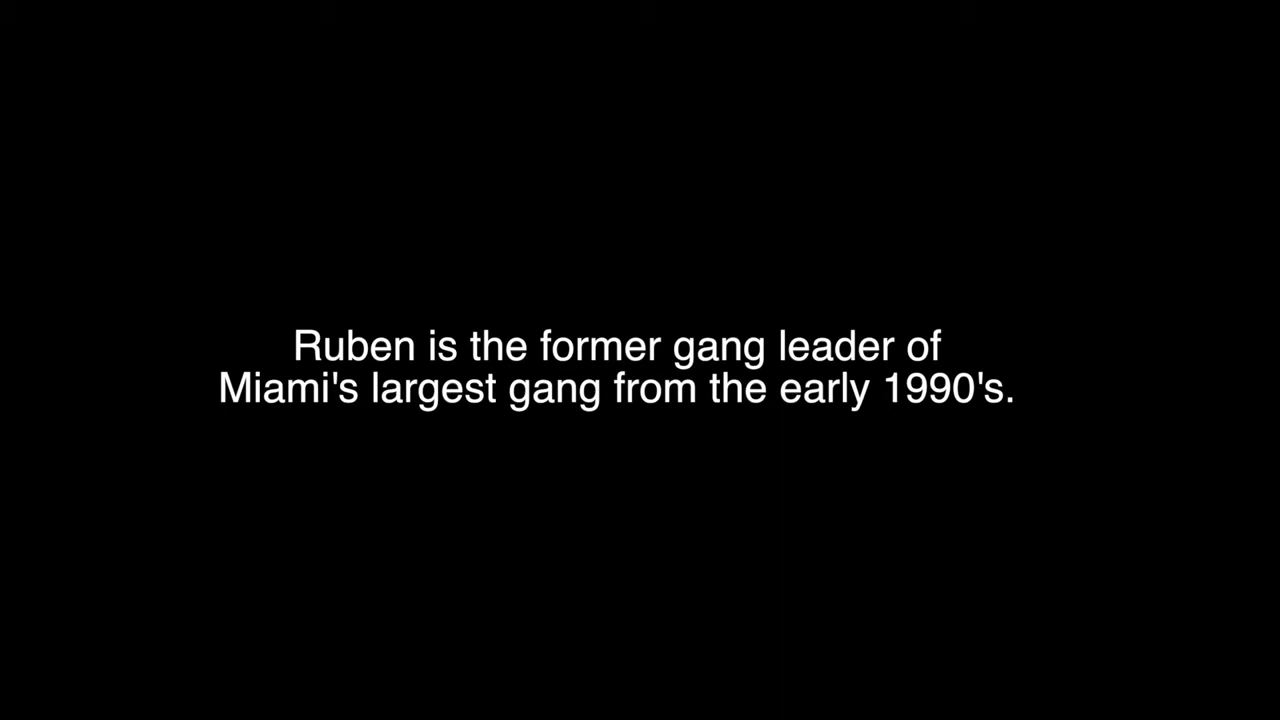 Ruben is the former gang leader of
Miami's largest gang from the early 1990's.